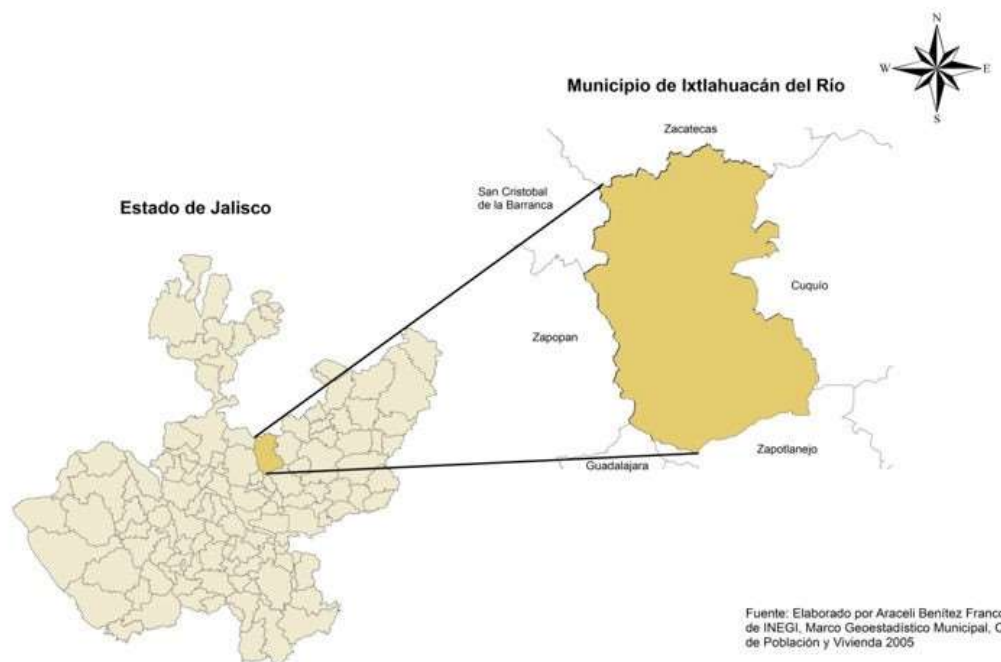 N
W E
S
Municipio de Ixtlahuacán del Río
Zacatecas
San Cristobal
de la Barranca
Estado de Jalisco
Cuquío
Zapopan
Zapotlanejo
Guadalajara
Fuente: Elaborado por Araceli Benítez Franco
de INEGI, Marco Geoestadístico Municipal, C
de Población y Vivienda 2005